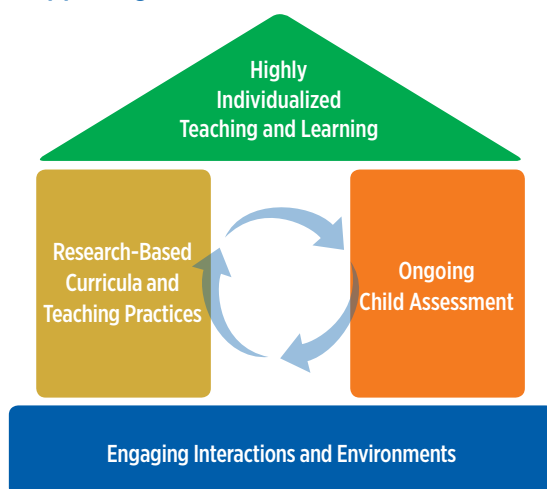 Highly
Individualized
Teaching and Learning
Research-Based
Curricula and
Teaching Practices
Ongoing
Child Assessment
Engaging Interactions and Environments